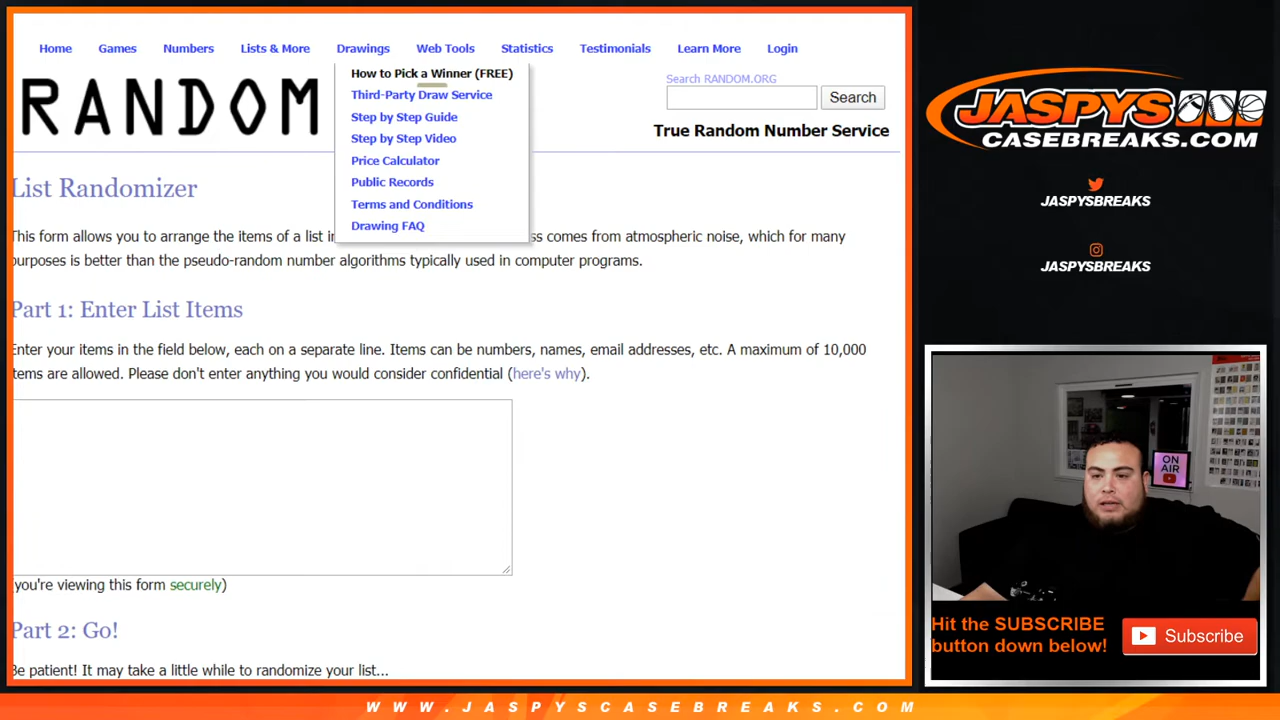 Home Games Numbers Lists & More Drawings Web Tools Statistics Testimonials Learn More Login
How to Pick a Winner (FREE)
Third-Party Draw Service
Step by Step Guide
Step by Step Video
Price Calculator
Public Records
Terms and Conditions
Drawing FAQ
RANDOM
Search RANDOM.ORG
Search
True Random Number Service
List Randomizer
This form allows you to arrange the items of a list in ss comes from atmospheric noise, which for many
purposes is better than the pseudo-random number algorithms typically used in computer programs.
Part 1: Enter List Items
Enter your items in the field below, each on a separate line. Items can be numbers, names, email addresses, etc. A maximum of 10,000
items are allowed. Please don't enter anything you would consider confidential (here's why).
you're viewing this form securely)
Part 2: Go!
Be patient! It may take a little while to randomize your list...
JASPYS
CASEBREAKS.COM
JASPYSBREAKS
JASPYSBREAKS
ON
AIR
Hit the SUBSCRIBE
button down below!
Subscribe
WWW.JASPYSCASEBREAKS.COM